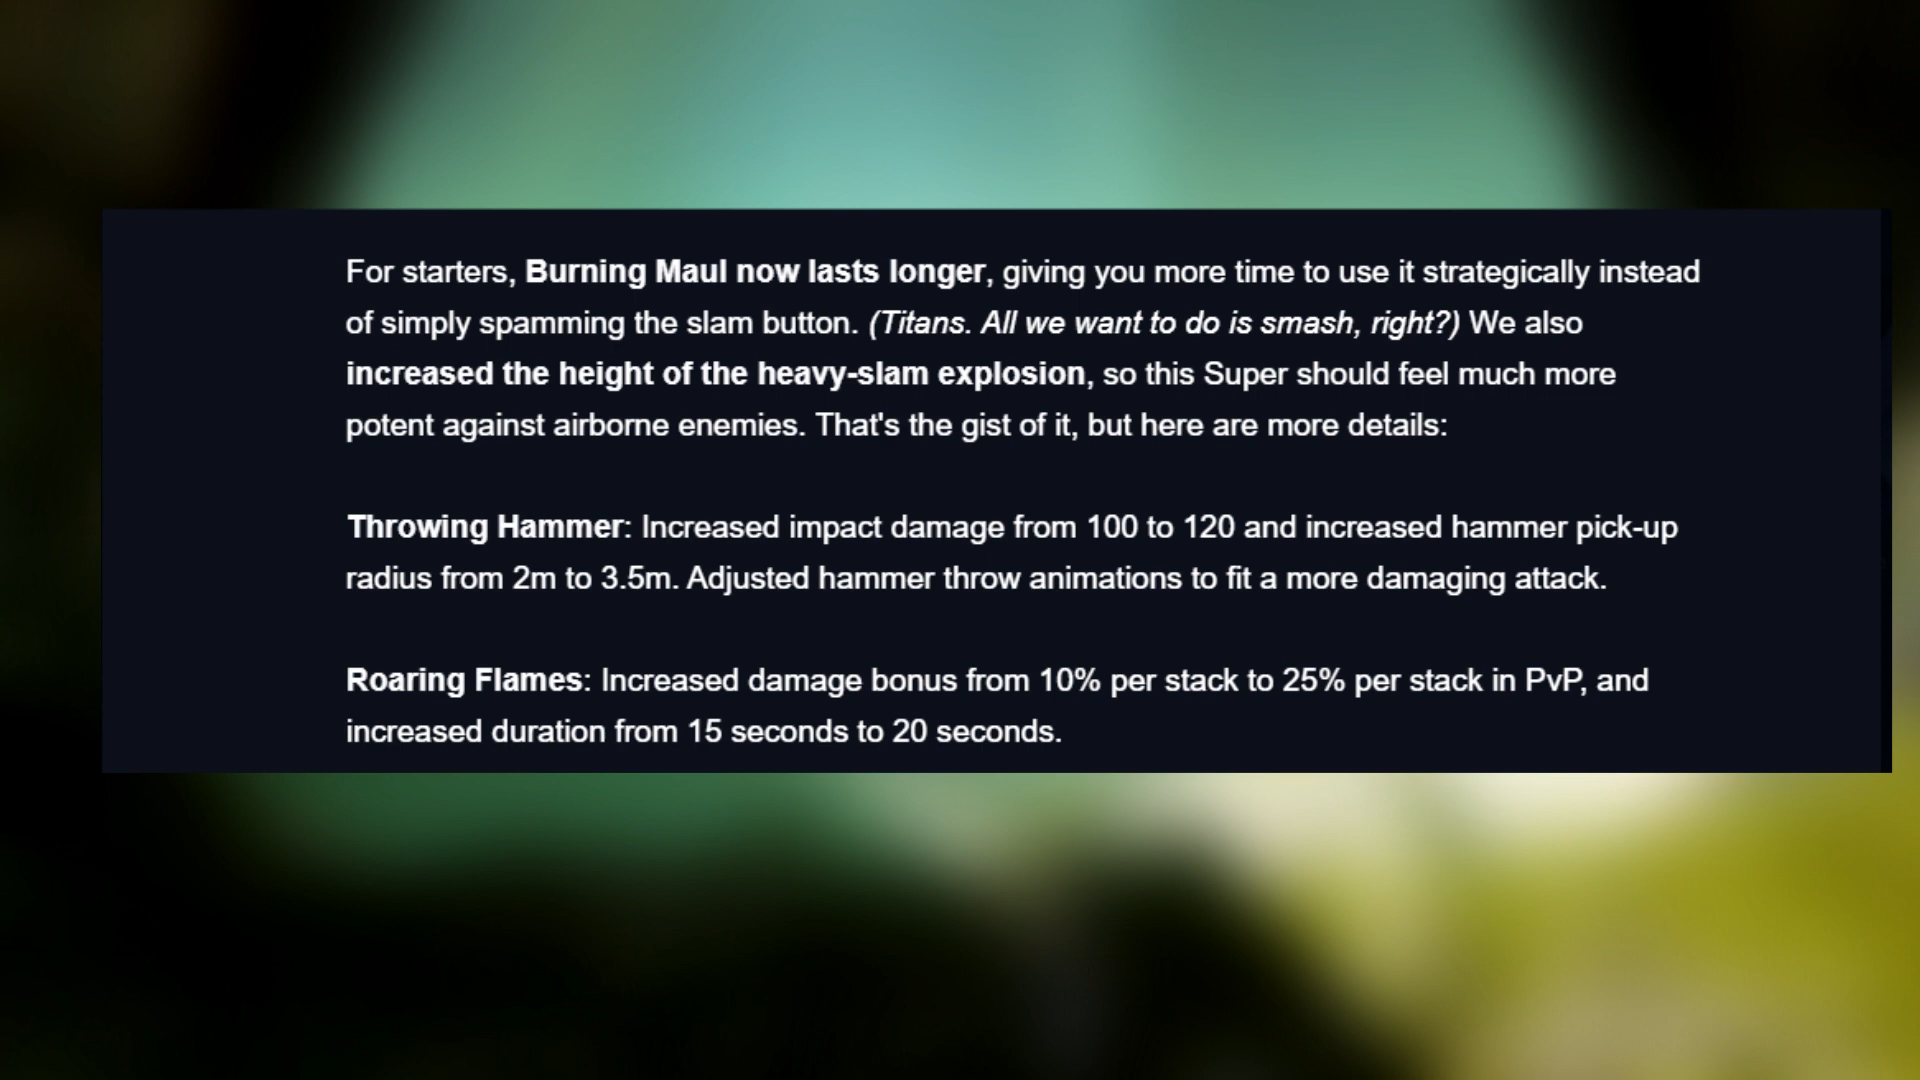 For starters, Burning Maul now lasts longer, giving you more time to use it strategically instead
of simply spamming the slam button. (Titans. All we want to do is smash, right?) We also
increased the height of the heavy-slam explosion, so this Super should feel much more
potent against airborne enemies. That's the gist of it, but here are more details:
Throwing Hammer: Increased impact damage from 100 to 120 and increased hammer pick-up
radius from 2m to 3.5m. Adjusted hammer throw animations to fit a more damaging attack.
Roaring Flames: Increased damage bonus from 10% per stack to 25% per stack in PvP, and
increased duration from 15 seconds to 20 seconds.